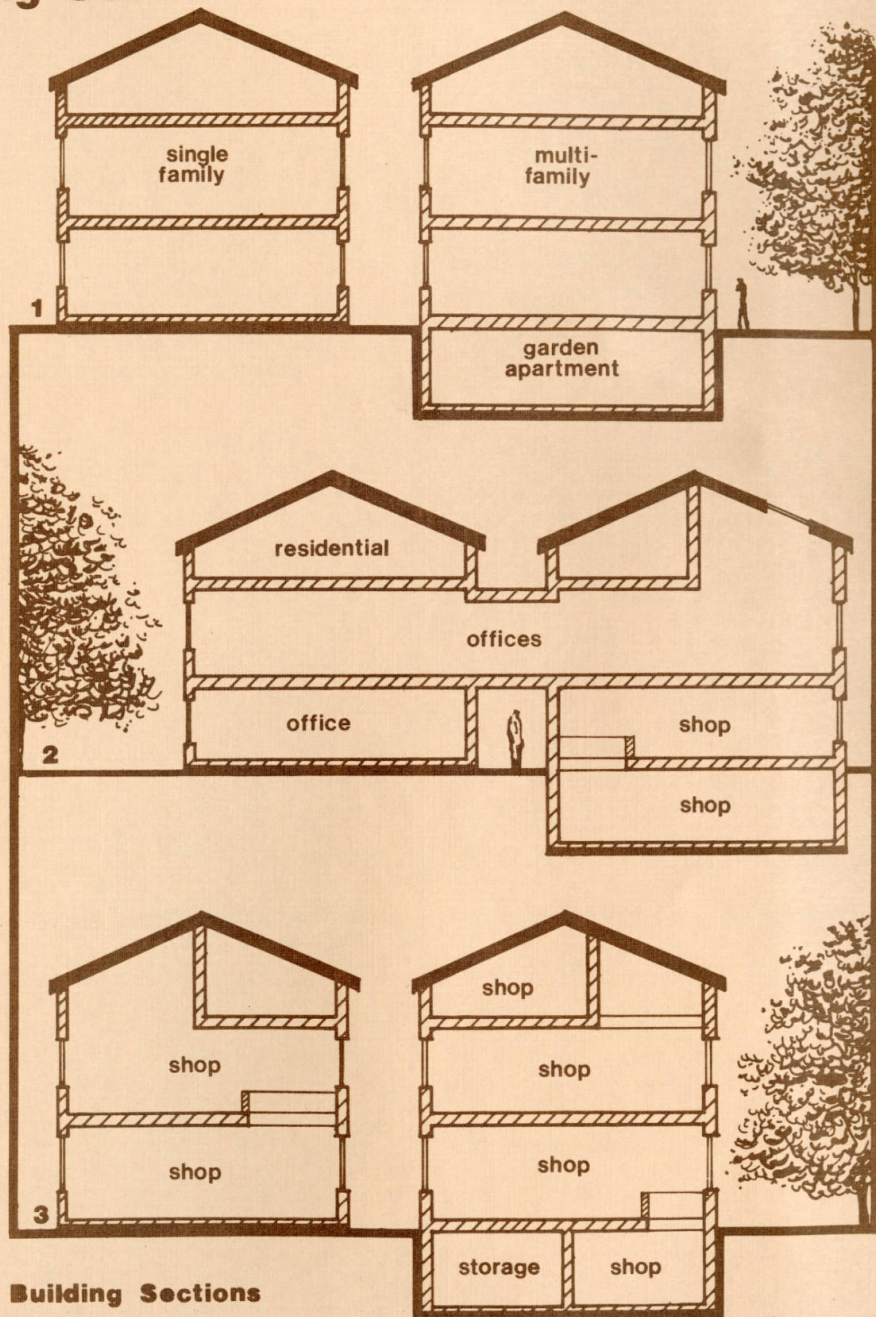 single
family
multi-
family
1
garden
apartment
residential
offices
office
shop
2
shop
shop
shop
shop
shop
shop
3
storage
shop
Building Sections